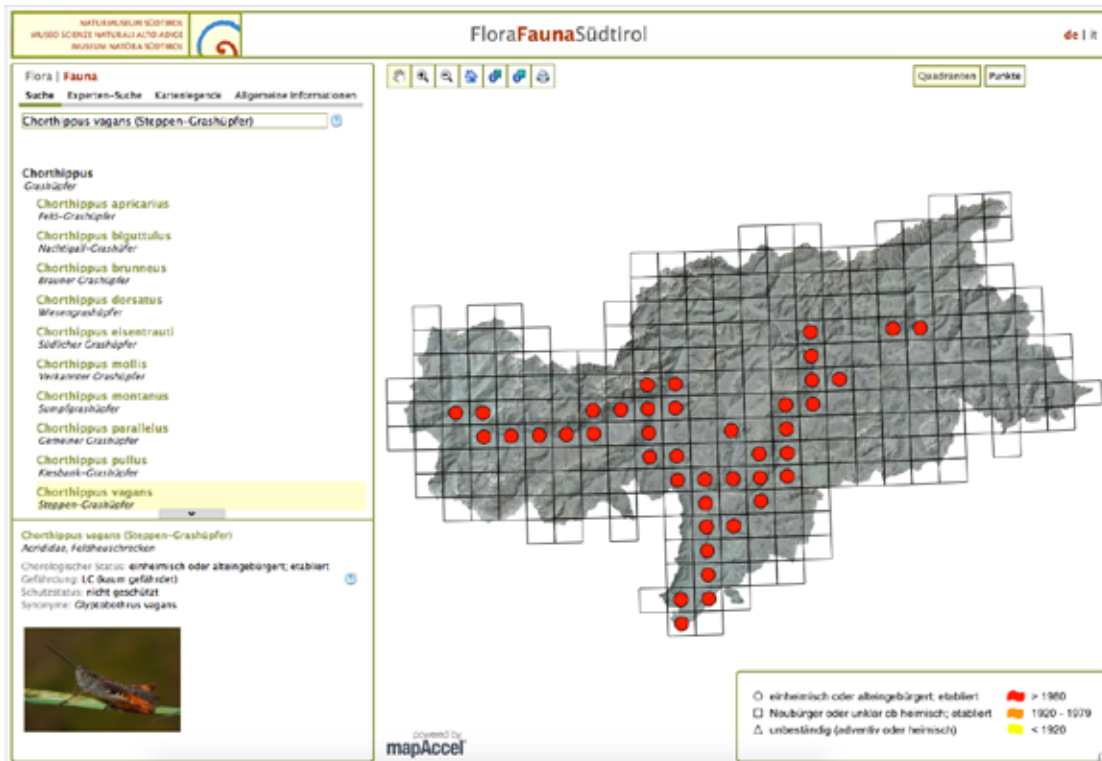 NATURMUSEUM SÜDTIROL
MUSEO SCIENZE NATURALI ALTO ADIGE
MUSEUM NATÖRA SÜDTIROL
FloraFaunaSüdtirol
de | it
Flora | Fauna
Suche Experten-Suche Kartenlegende Allgemeine Informationen
Chorthippus vagans (Steppen-Grashüpfer)
Quadranten Punkte
Chorthippus
Grashüpfer
Chorthippus apricarius
Feld-Grashüpfer
Chorthippus biguttulus
Nachtigall-Grashüfer
Chorthippus brunneus
Brauner Grashüpfer
Chorthippus dorsatus
Wiesengrashüpfer
Chorthippus eisentrauti
Südlicher Grashüpfer
Chorthippus mollis
Verkannter Grashüpfer
Chorthippus montanus
Sumpfgrashüpfer
Chorthippus parallelus
Gemeiner Grashüpfer
Chorthippus pullus
Kiesbank-Grashüpfer
Chorthippus vagans
Steppen-Grashüpfer
Chorthippus vagans (Steppen-Grashüpfer)
Acrididae, Feldheuschrecken
Chorologischer Status: einheimisch oder alteingebürgert; etabliert
Gefährdung: LC (kaum gefährdet)
Schutzstatus: nicht geschützt
Synonyme: Glyptobothrus vagans
einheimisch oder alteingebürgert; etabliert > 1980
Neubürger oder unklar ob heimisch; etabliert 1920 - 1979
unbeständig (adventiv oder heimisch) < 1920
powered by
mapAccel